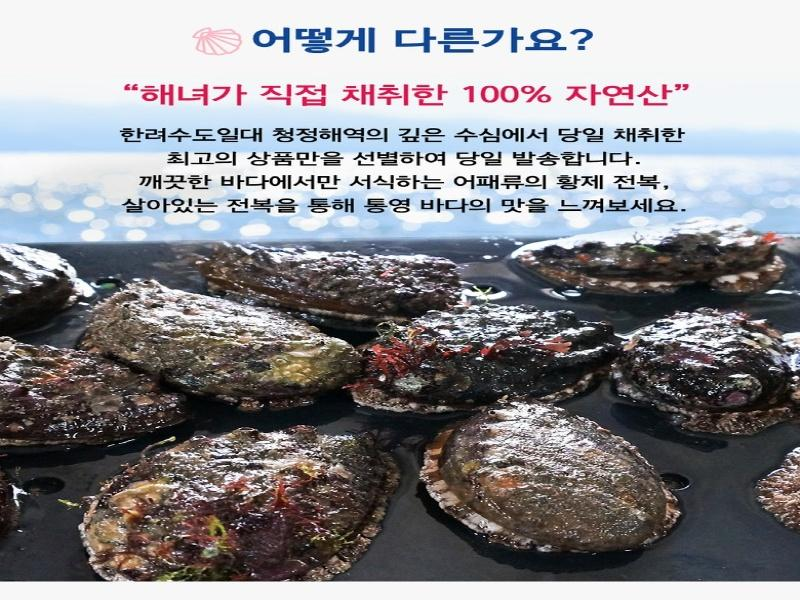 어떻게 다른가요?
“해녀가 직접 채취한 100% 자연산”
한려수도일대 청정해역의 깊은 수심에서 당일 채취한
최고의 상품만을 선별하여 당일 발송합니다.
깨끗한 바다에서만 서식하는 어패류의 황제 전복,
살아있는 전복을 통해 통영 바다의 맛을 느껴보세요.